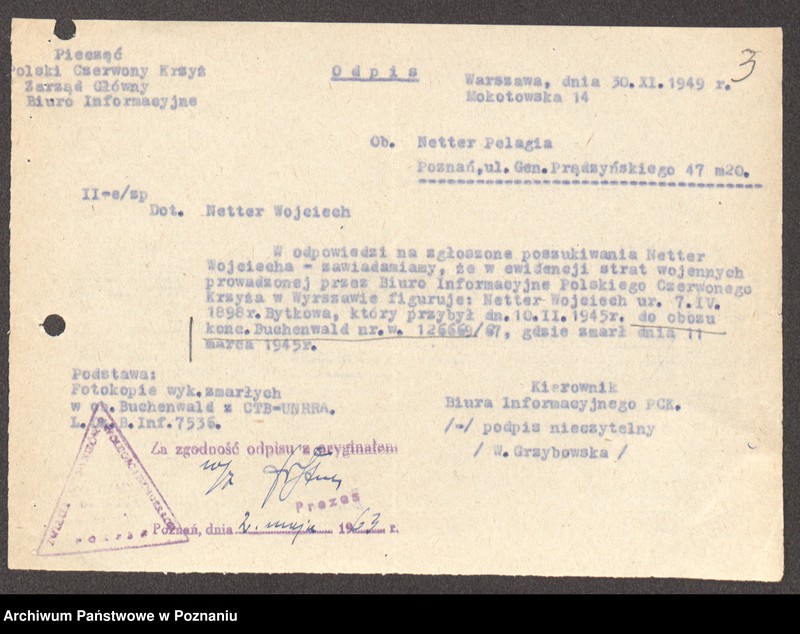 3
Pieczęć
Polski Czerwony Krzyż
Zarząd Główny
Biuro Informacyjne
Odpis
Warszawa, dnia 30.XI.1949 r.
Mokotowska 14
Ob. Netter Pelagia
Poznań,ul.Gen.Prądzyńskiego 47 m20.
II-e/zp
Dot. Netter Wojciech
W odpowiedzi na zgłoszone poszukiwania Netter
Wojciecha - zawiadamiamy, że w ewidencji strat wojennych
prowadzonej przez Biuro Informacyjne Polskiego Czerwonego
Krzyża w Wyrszawie figuruje: Netter Wojciech ur. 7.IV.
1898r.Bytkowa, który przybył dn.10.II.1945r. do obozu
konc.Buchenwald nr.w. 126669/67, gdzie zmarł dnia 11
marca 1945r.
Podstawa:
Fotokopie wyk.zmarłych
w ob.Buchenwald z CTB-UNRRA.
B.Inf.7536.
Kierownik
Biura Informacyjnego PCK.
/-/ podpis nieczytelny
/ W.Grzybowska /
Za zgodność odpisu z oryginałem
w/z
Prezes
Poznań, dnia 2. maja 1963 r.